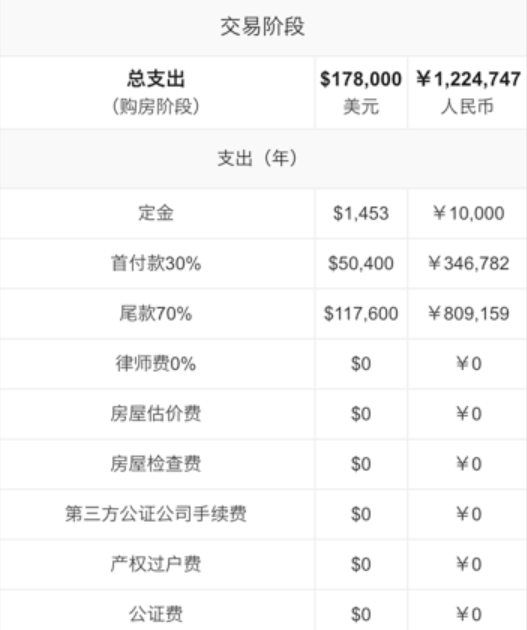 交易阶段
总支出 $178,000 ￥1,224,747
（购房阶段） 美元 人民币
支出（年）
定金 $1,453 ￥10,000
首付款30% $50,400 ￥346,782
尾款70% $117,600 ￥809,159
律师费0% $0 ￥0
房屋估价费 $0 ￥0
房屋检查费 $0 ￥0
第三方公证公司手续费 $0 ￥0
产权过户费 $0 ￥0
公证费 $0 ￥0